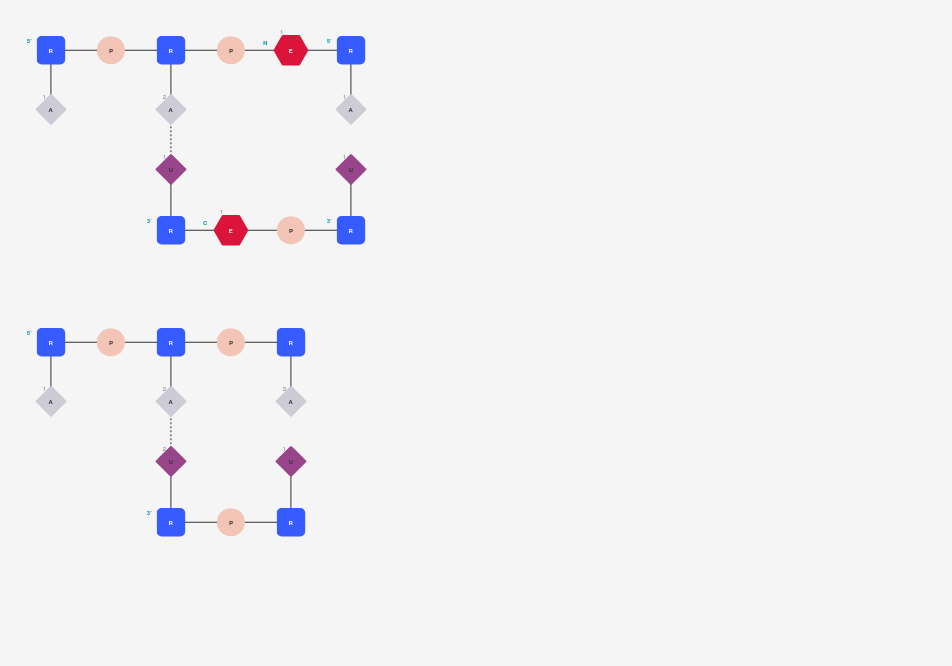 1
5' R P R P N E 5' R
1 2 1
A A A
1 1
U U
1
3' R C E P 3' R
5' R P R P R
1 2 3
A A A
2 1
U U
3' R P R